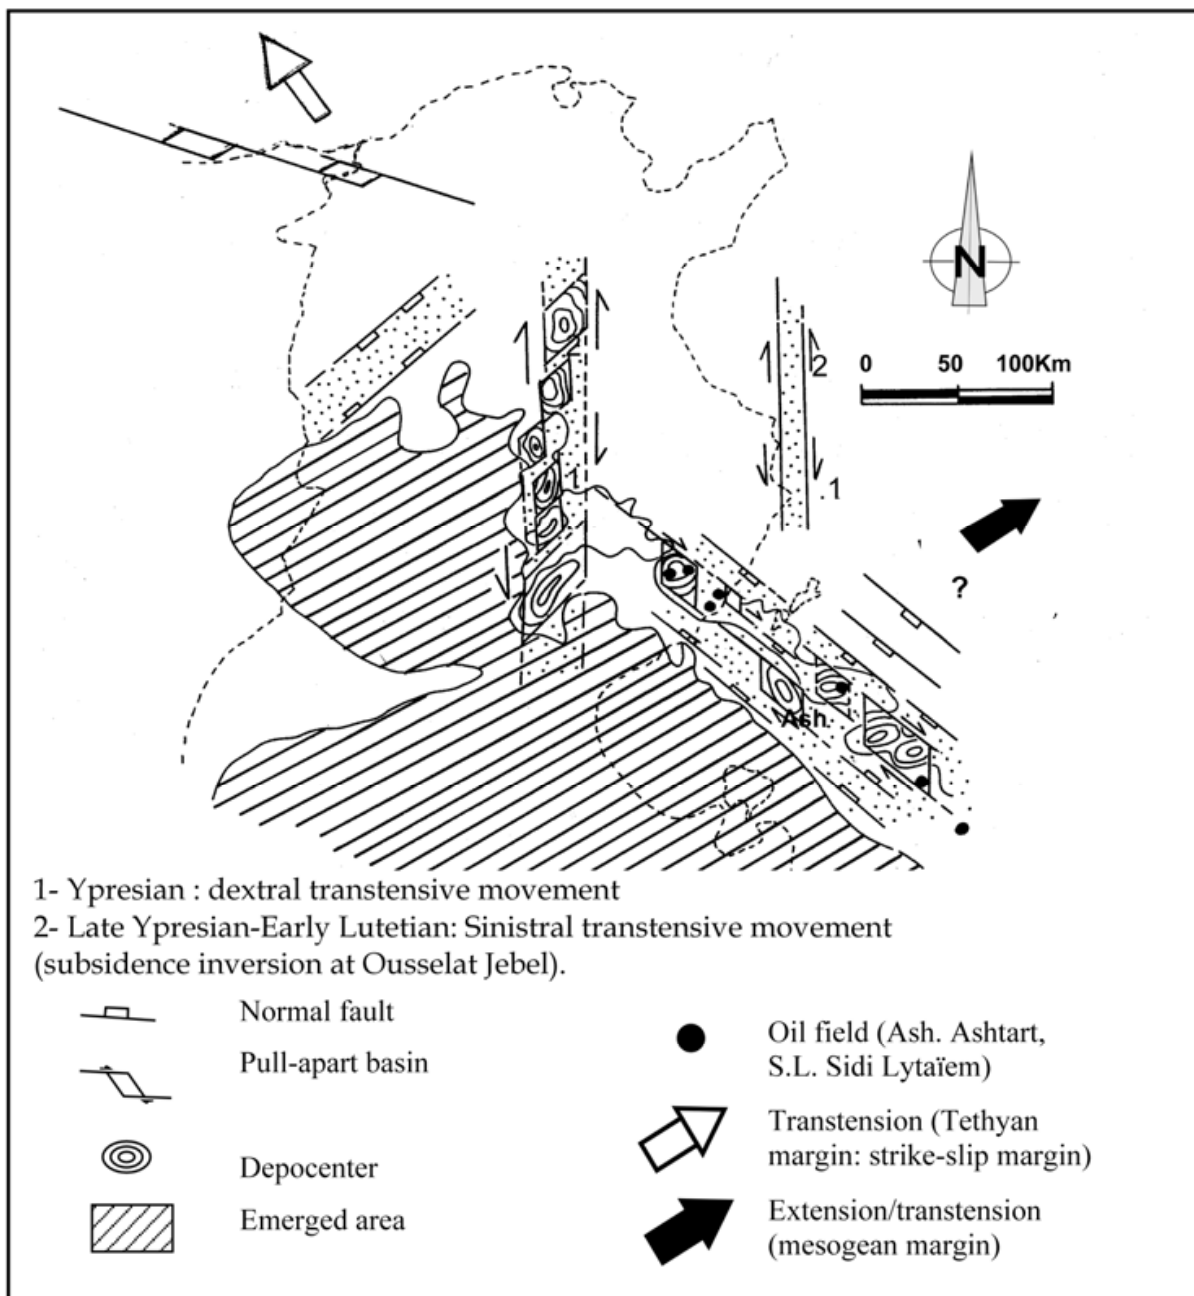 N
0 50 100Km
2
1
.1
?
Ash.
1- Ypresian : dextral transtensive movement
2- Late Ypresian-Early Lutetian: Sinistral transtensive movement
(subsidence inversion at Ousselat Jebel).
Normal fault
Pull-apart basin
Depocenter
Emerged area
Oil field (Ash. Ashtart,
S.L. Sidi Lytaïem)
Transtension (Tethyan
margin: strike-slip margin)
Extension/transtension
(mesogean margin)